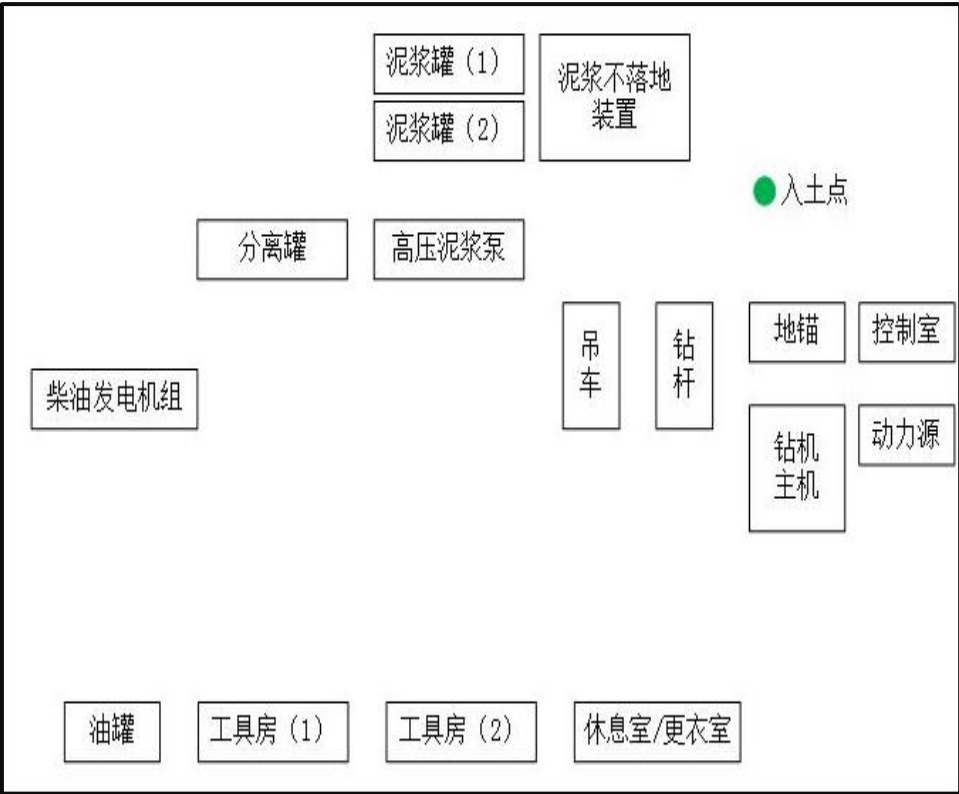 泥浆罐（1）
泥浆不落地
装置
泥浆罐（2）
入土点
分离罐
高压泥浆泵
吊
车
钻
杆
地锚
控制室
柴油发电机组
钻机
主机
动力源
油罐
工具房（1）
工具房（2）
休息室/更衣室